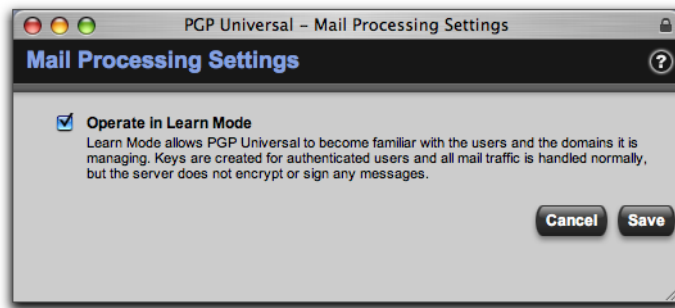 PGP Universal – Mail Processing Settings
Mail Processing Settings
?
Operate in Learn Mode
Learn Mode allows PGP Universal to become familiar with the users and the domains it is
managing. Keys are created for authenticated users and all mail traffic is handled normally,
but the server does not encrypt or sign any messages.
Cancel Save